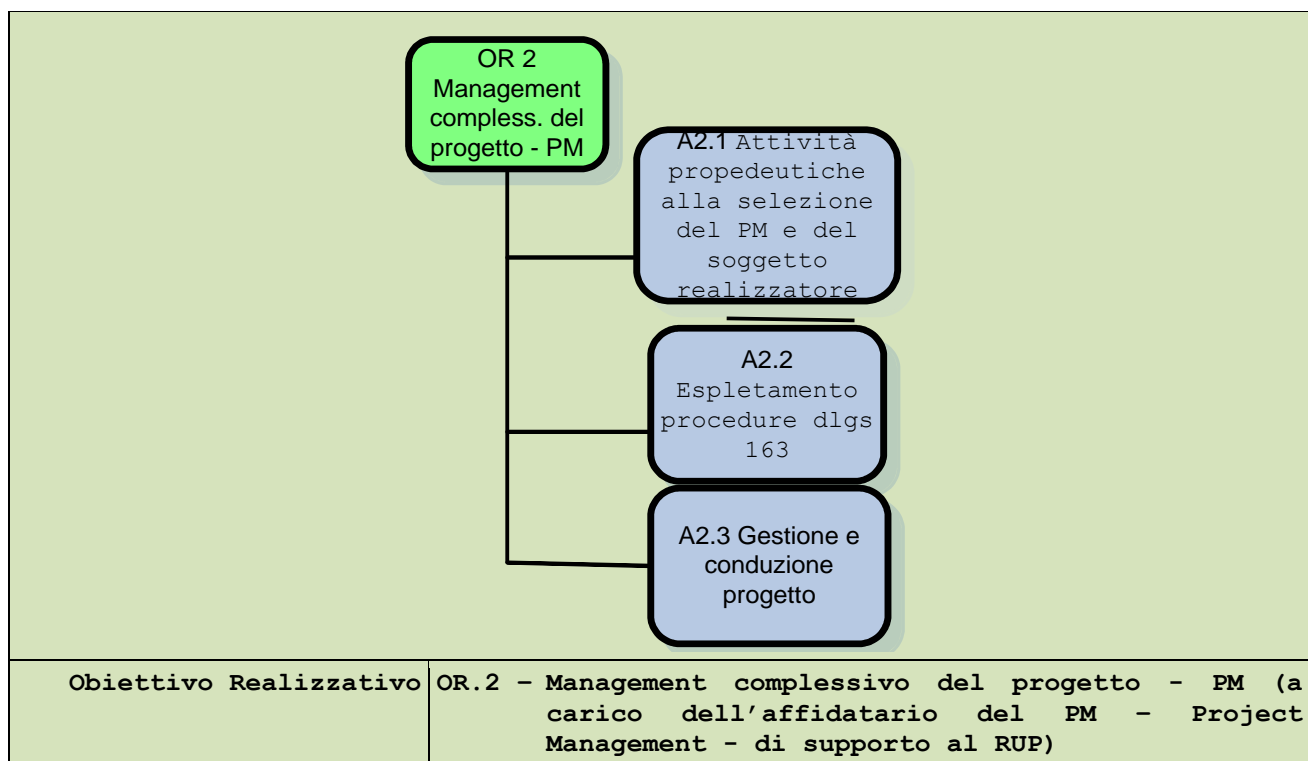 OR 2
Management
compless. del
progetto - PM
A2.1 Attività
propedeutiche
alla selezione
del PM e del
soggetto
realizzatore
A2.2
Espletamento
procedure dlgs
163
A2.3 Gestione e
conduzione
progetto
Obiettivo Realizzativo
OR.2 – Management complessivo del progetto - PM (a
carico dell’affidatario del PM – Project
Management - di supporto al RUP)